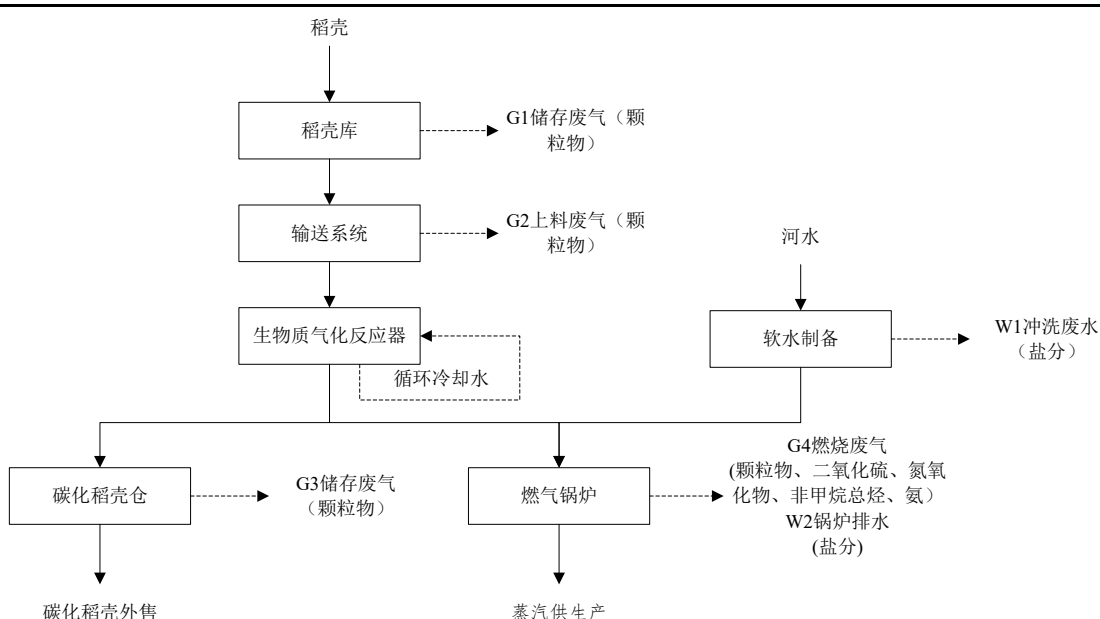 稻壳
稻壳库
G1储存废气（颗
粒物）
输送系统
G2上料废气（颗
粒物）
河水
生物质气化反应器
软水制备
W1冲洗废水
（盐分）
循环冷却水
碳化稻壳仓
G3储存废气
（颗粒物）
燃气锅炉
G4燃烧废气
(颗粒物、二氧化硫、氮氧
化物、非甲烷总烃、氨）
W2锅炉排水
(盐分)
碳化稻壳外售
蒸汽供生产